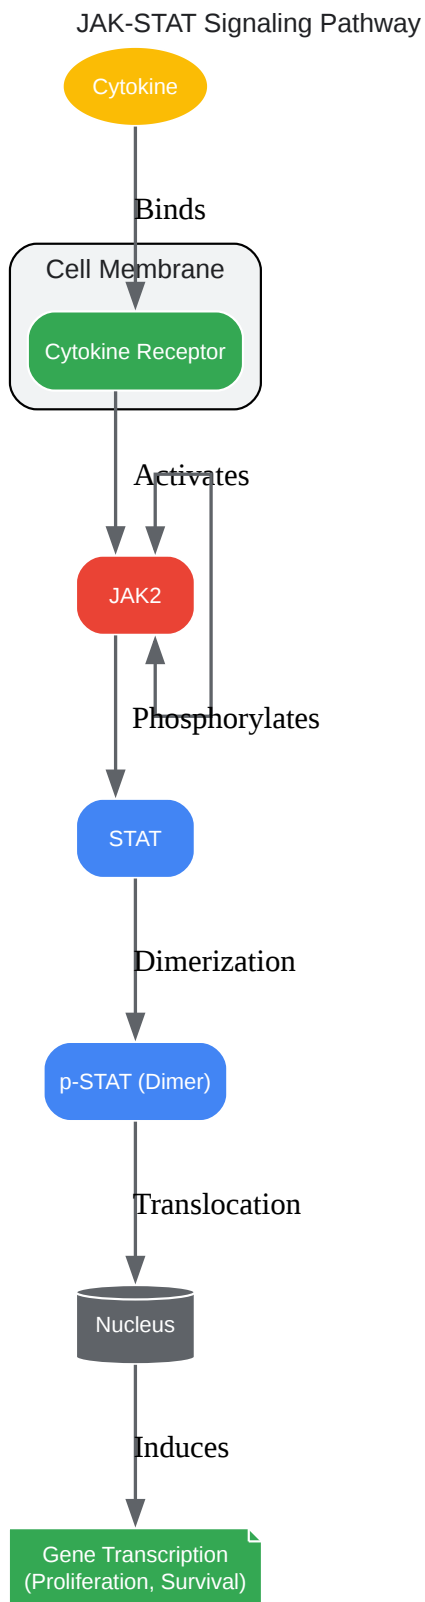 JAK-STAT Signaling Pathway
Cytokine
Binds
Cell Membrane
Cytokine Receptor
Activates
JAK2
Phosphorylates
STAT
Dimerization
p-STAT (Dimer)
Translocation
Nucleus
Induces
Gene Transcription
(Proliferation, Survival)